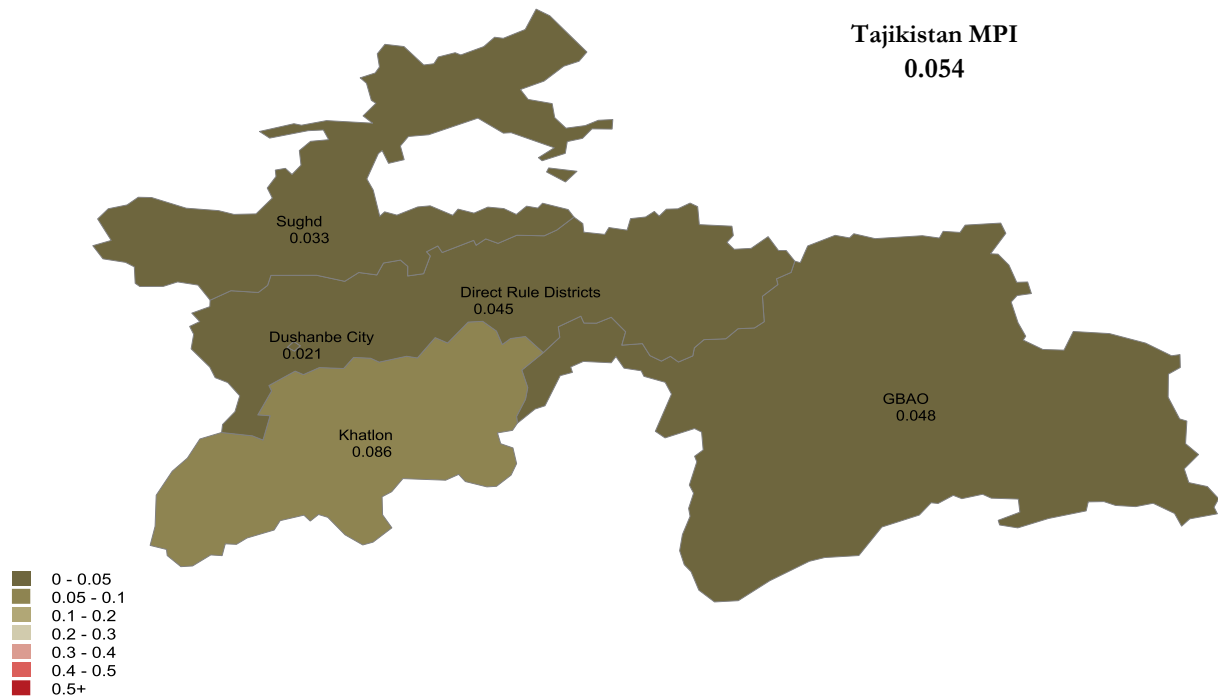 Tajikistan MPI
0.054
Sughd
0.033
Direct Rule Districts
0.045
Dushanbe City
0.021
GBAO
0.048
Khatlon
0.086
0 - 0.05
0.05 - 0.1
0.1 - 0.2
0.2 - 0.3
0.3 - 0.4
0.4 - 0.5
0.5+